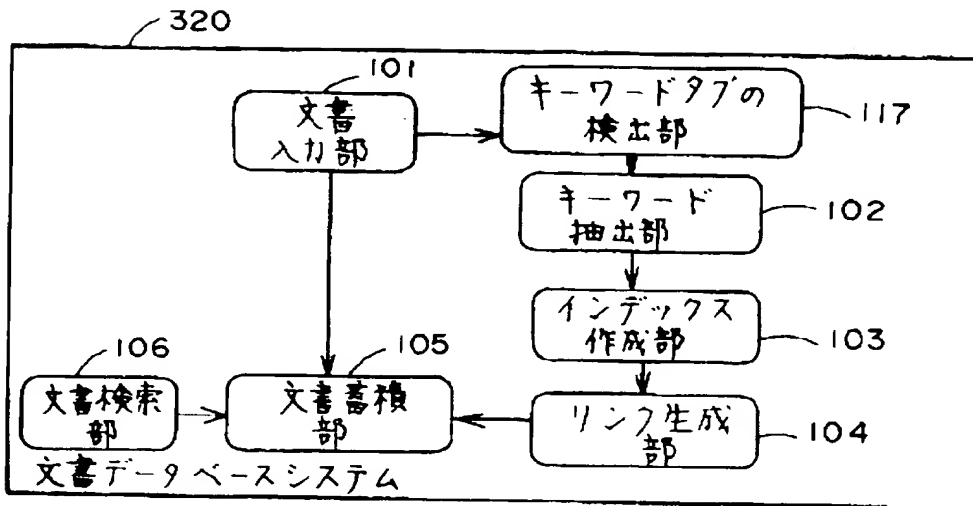 320
101
文書
入力部
キーワードタブの
検出部
117
キーワード
抽出部
102
インデックス
作成部
103
106
文書検索
部
105
文書蓄積
部
リンク生成
部
104
文書データベースシステム